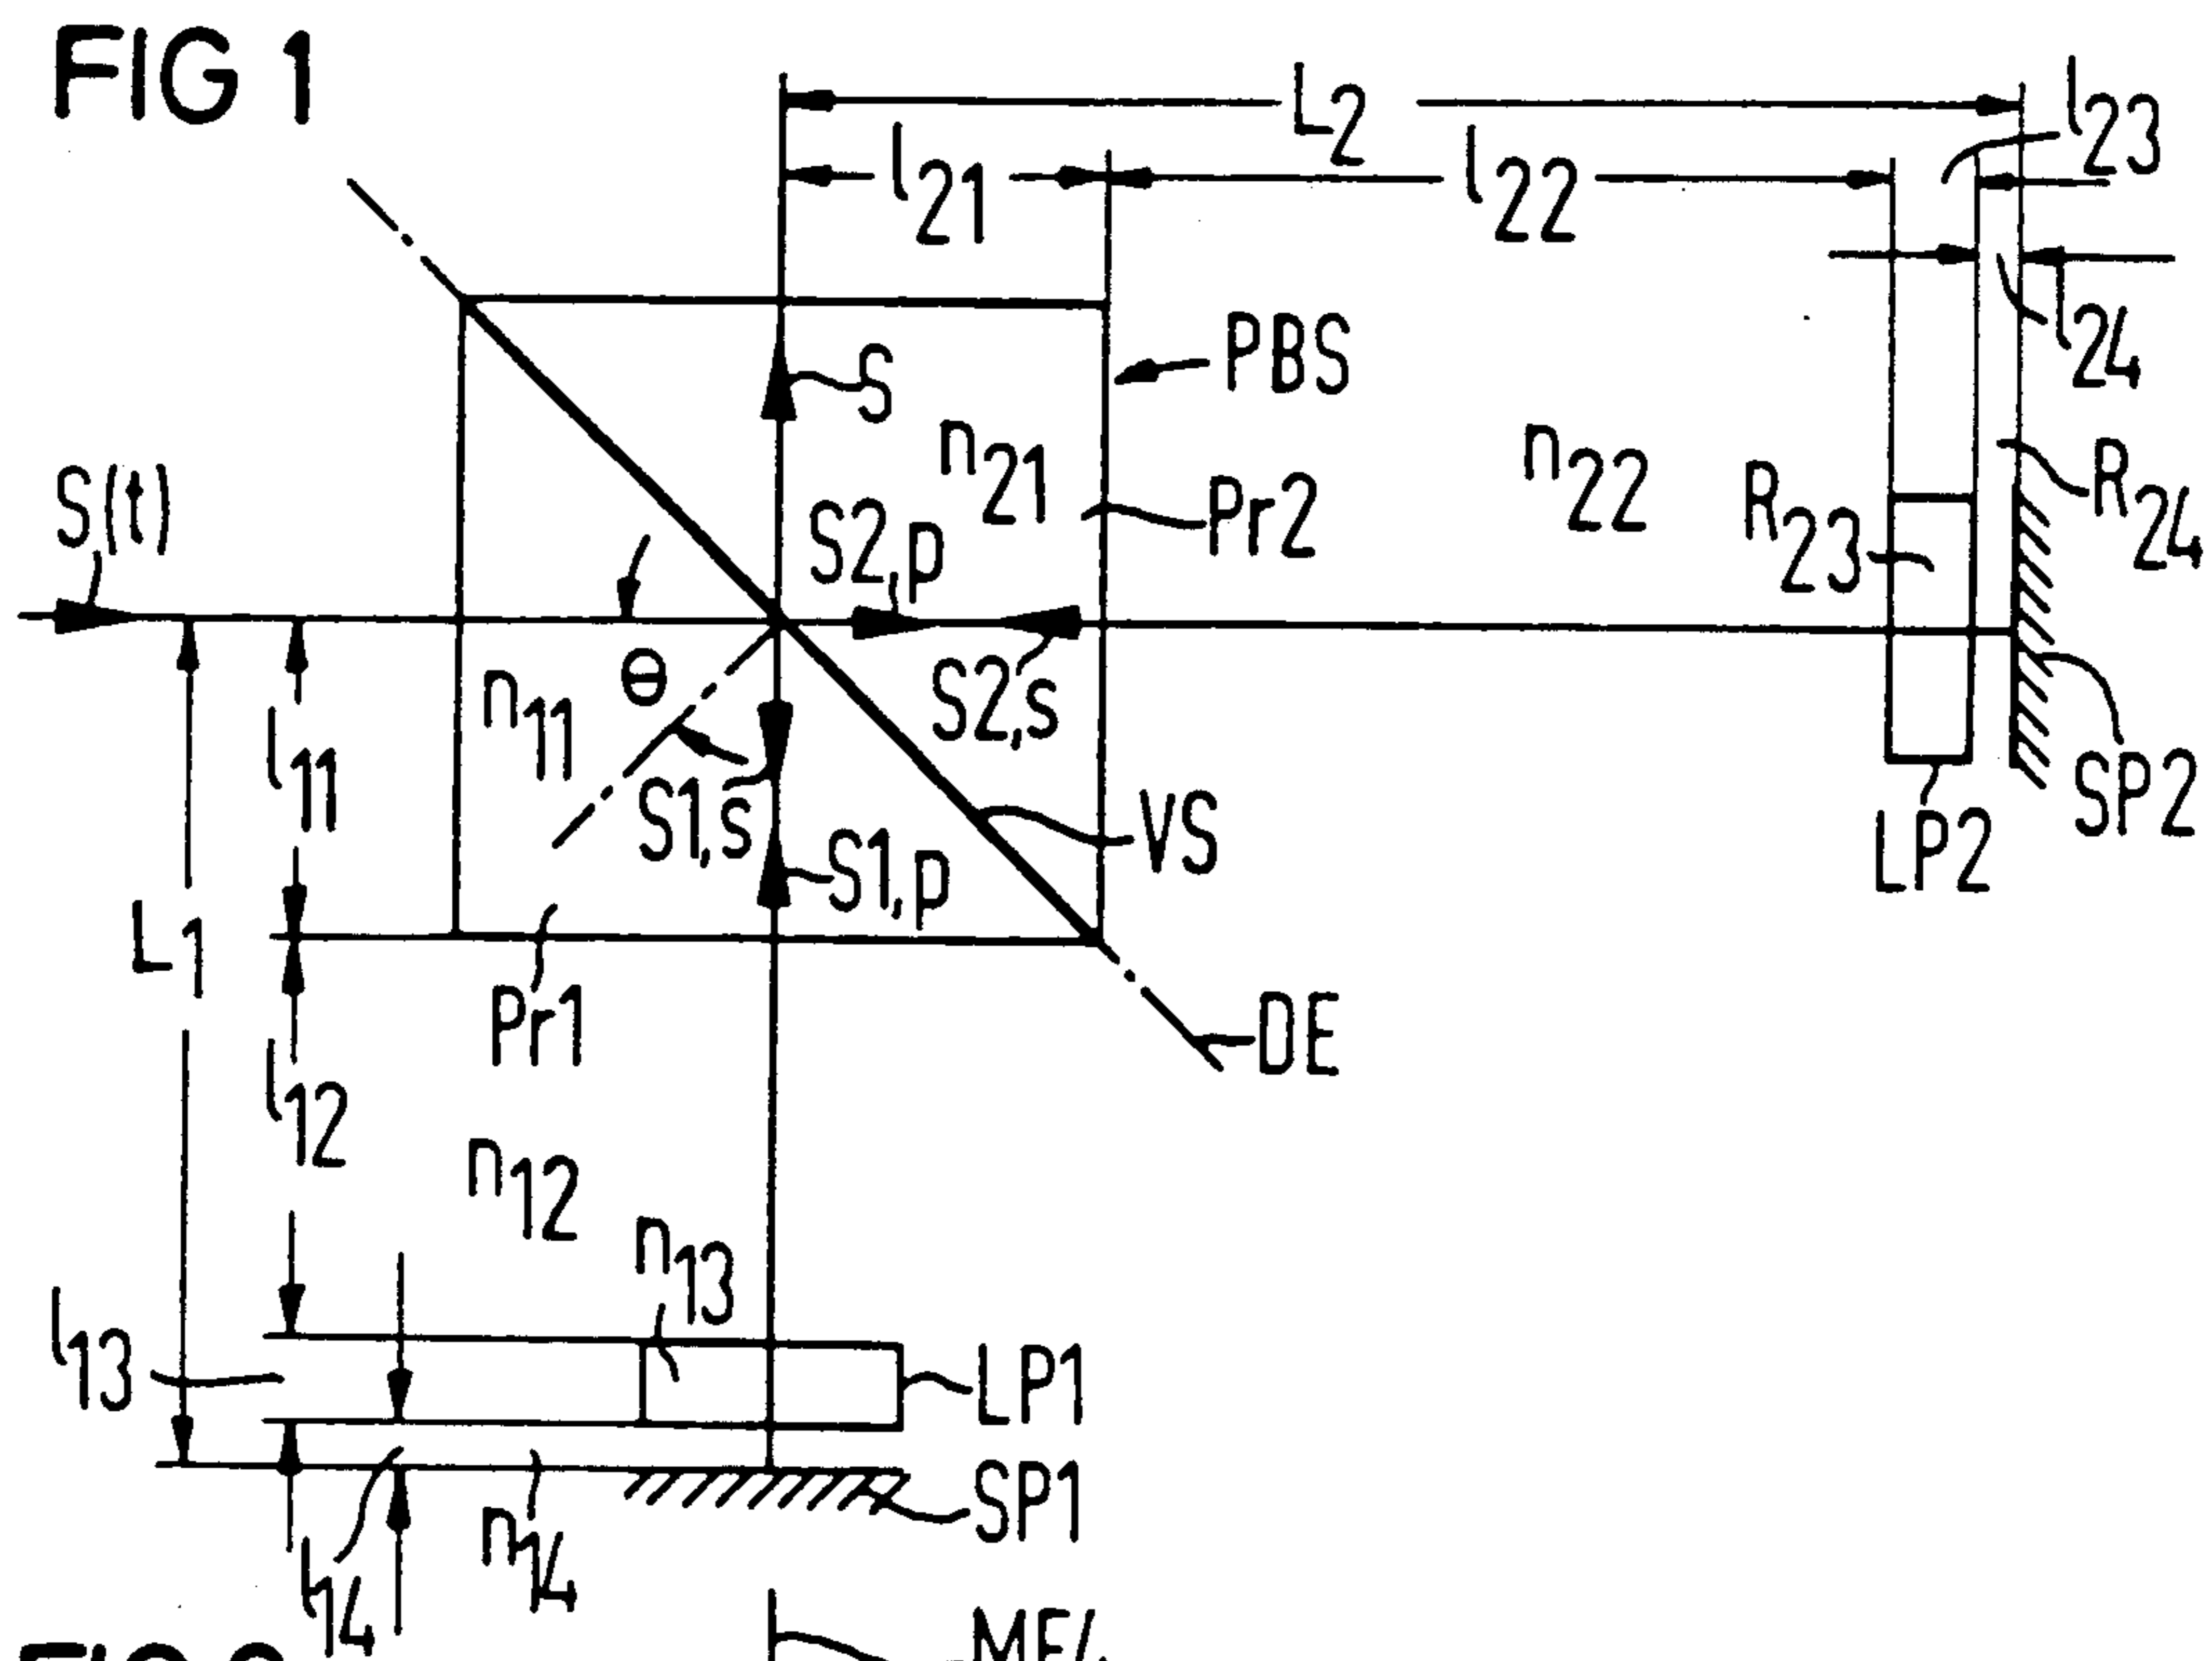 FIG 1
L2
l23
l21
l22
l24
PBS
S
n21
n22
R23
R24
S(t)
S2,p
Pr2
S2,s
n11
Θ
l11
S1,s
S1,p
VS
SP2
LP2
L1
Pr1
DE
l12
n12
n13
l13
LP1
SP1
n14
l14